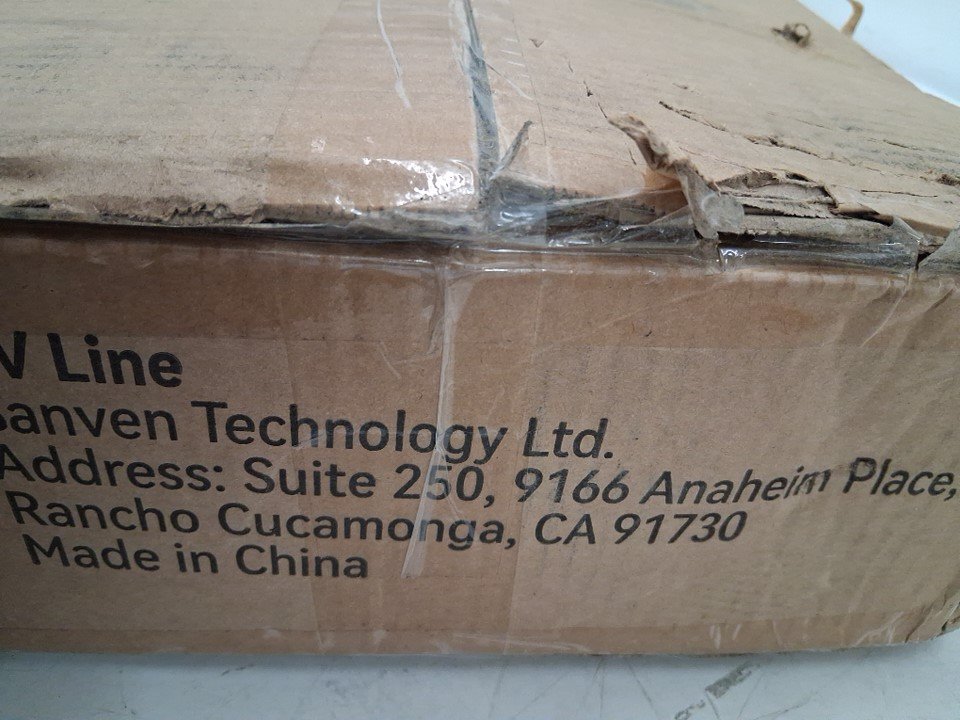 Line
Technology Ltd.
Address: Suite 250, 9166 Anaheim Place,
Rancho Cucamonga, CA 91730
Made in China